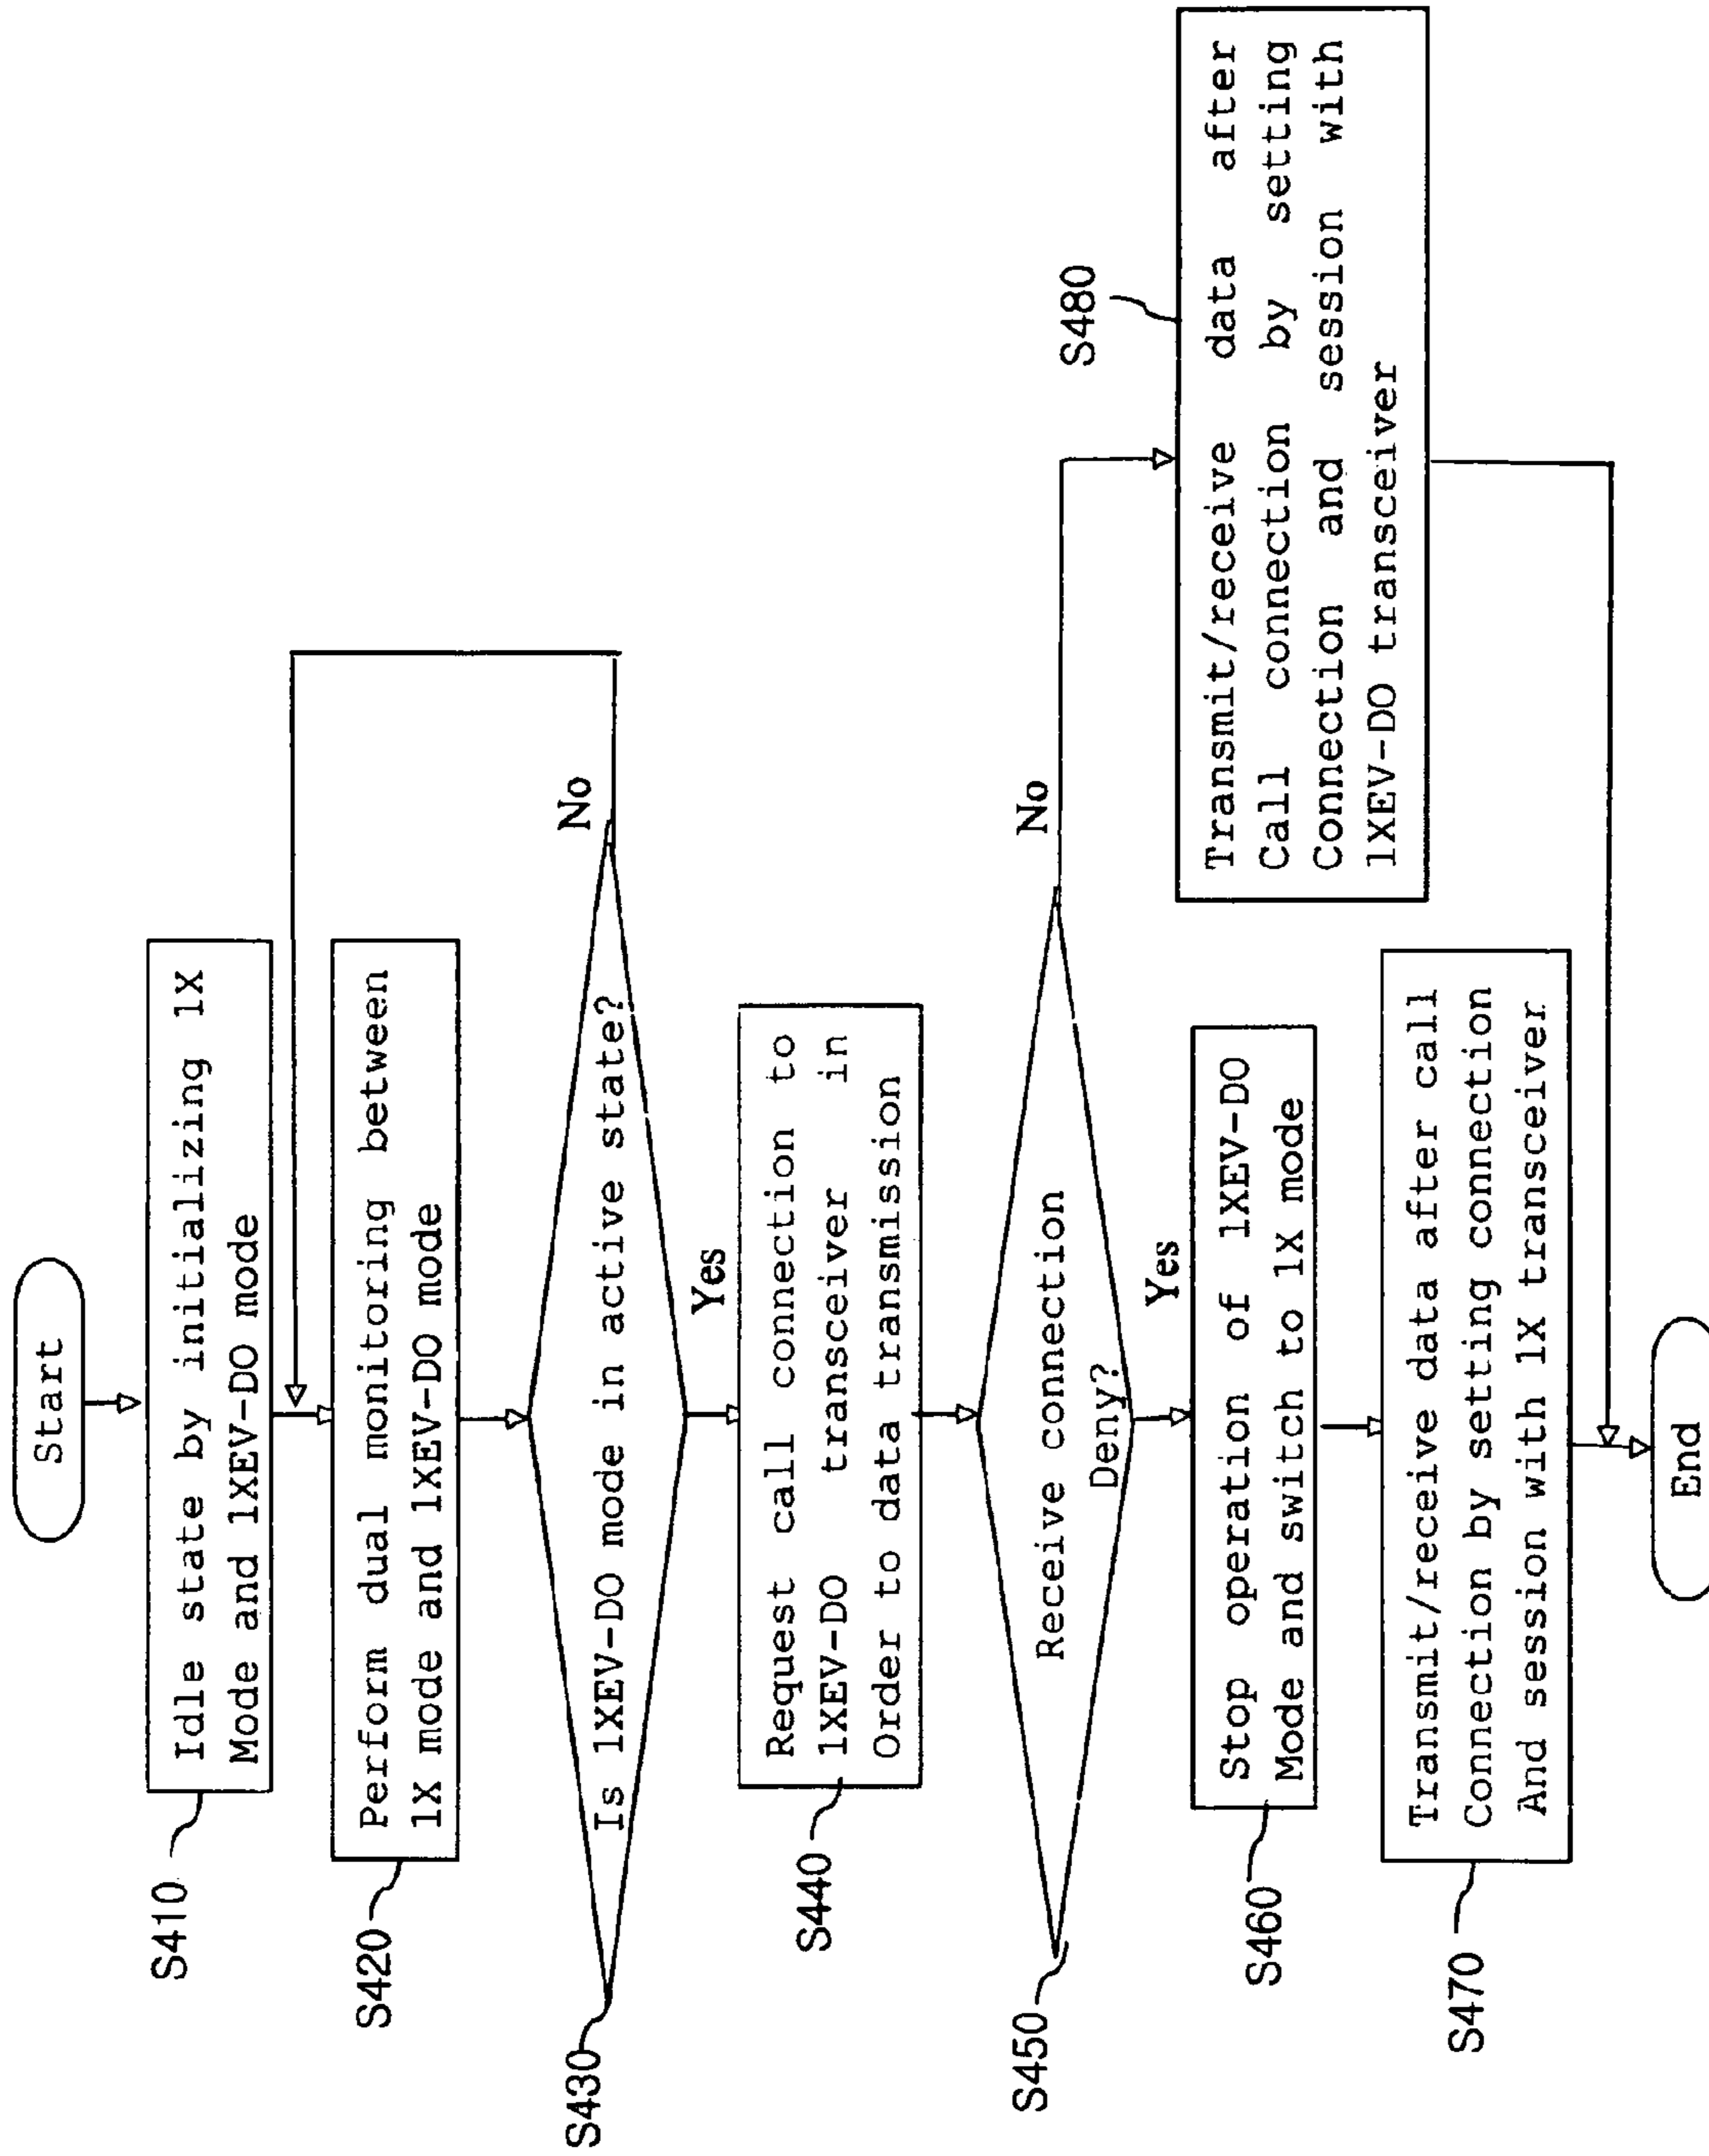 Start
S410
Idle state by initializing 1X
Mode and 1XEV-DO mode
S420
Perform dual monitoring between
1X mode and 1XEV-DO mode
S430
Is 1XEV-DO mode in active state?
No
Yes
S440
Request call connection to
1XEV-DO transceiver in
Order to data transmission
S450
Receive connection
Deny?
No
Yes
S460
Stop operation of 1XEV-DO
Mode and switch to 1X mode
S480
Transmit/receive data after
Call connection by setting
Connection and session with
1XEV-DO transceiver
S470
Transmit/receive data after call
Connection by setting connection
And session with 1X transceiver
End